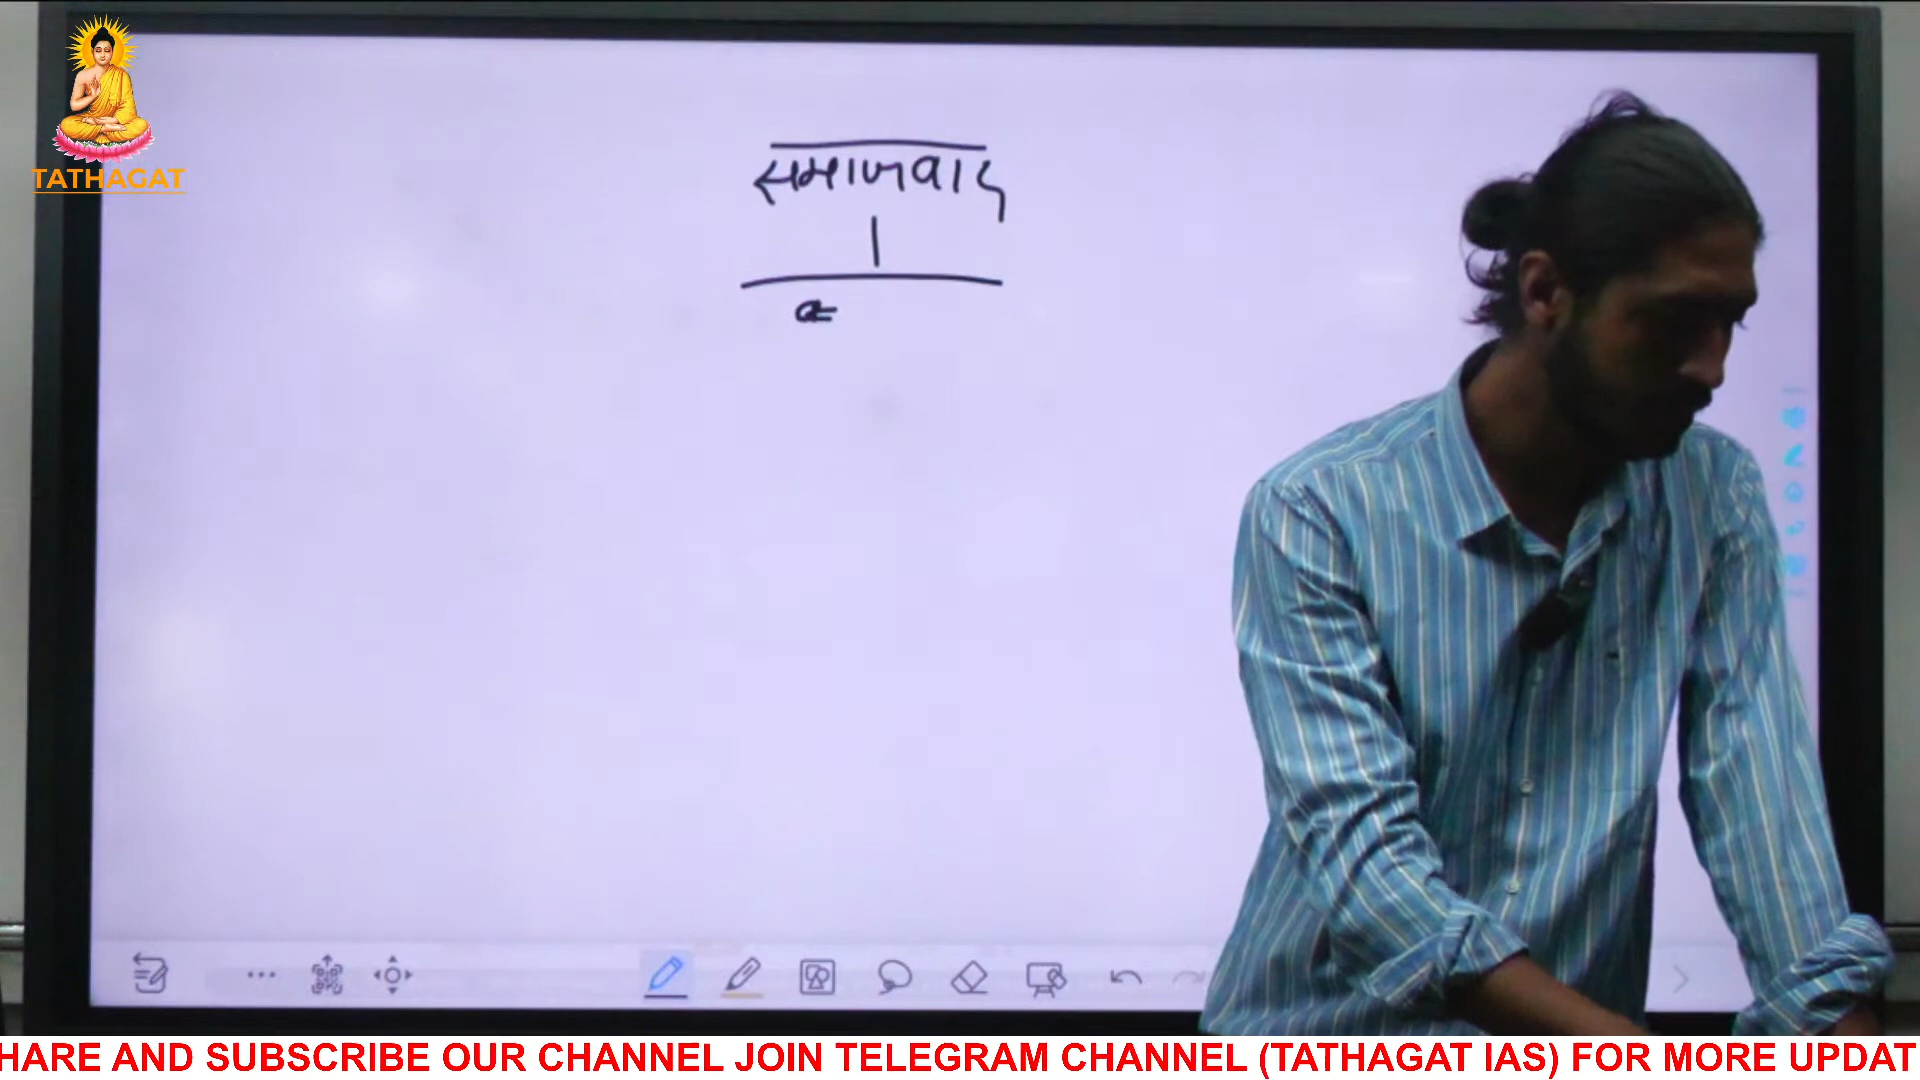 TATHAGAT
समाजवाद
HARE AND SUBSCRIBE OUR CHANNEL JOIN TELEGRAM CHANNEL (TATHAGAT IAS) FOR MORE UPDAT